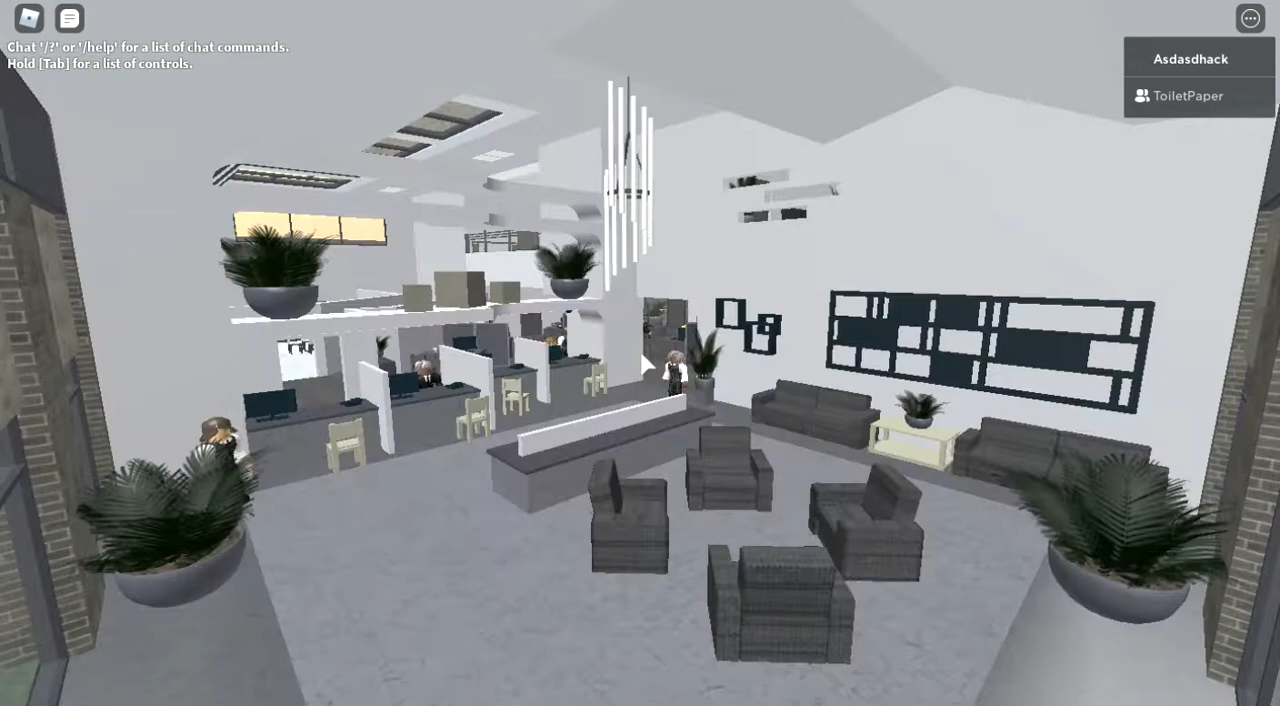 Chat '/?' or '/help' for a list of chat commands.
Hold [Tab] for a list of controls.
Asdasdhack
ToiletPaper